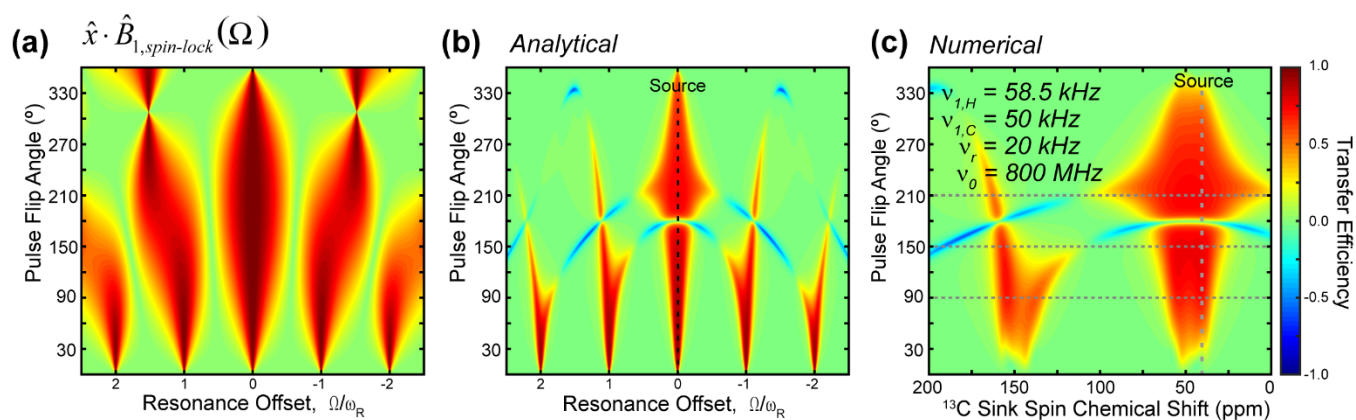 (a) x̂ · B̂1,spin-lock(Ω)
Pulse Flip Angle (º)
330
270
210
150
90
30
2 1 0 -1 -2
Resonance Offset, Ω/ωR
(b) Analytical
Source
Pulse Flip Angle (º)
330
270
210
150
90
30
2 1 0 -1 -2
Resonance Offset, Ω/ωR
(c) Numerical
Source
ν1,H = 58.5 kHz
ν1,C = 50 kHz
νr = 20 kHz
ν0 = 800 MHz
Pulse Flip Angle (º)
330
270
210
150
90
30
200 150 100 50 0
13C Sink Spin Chemical Shift (ppm)
1.0
0.5
0.0
-0.5
-1.0
Transfer Efficiency